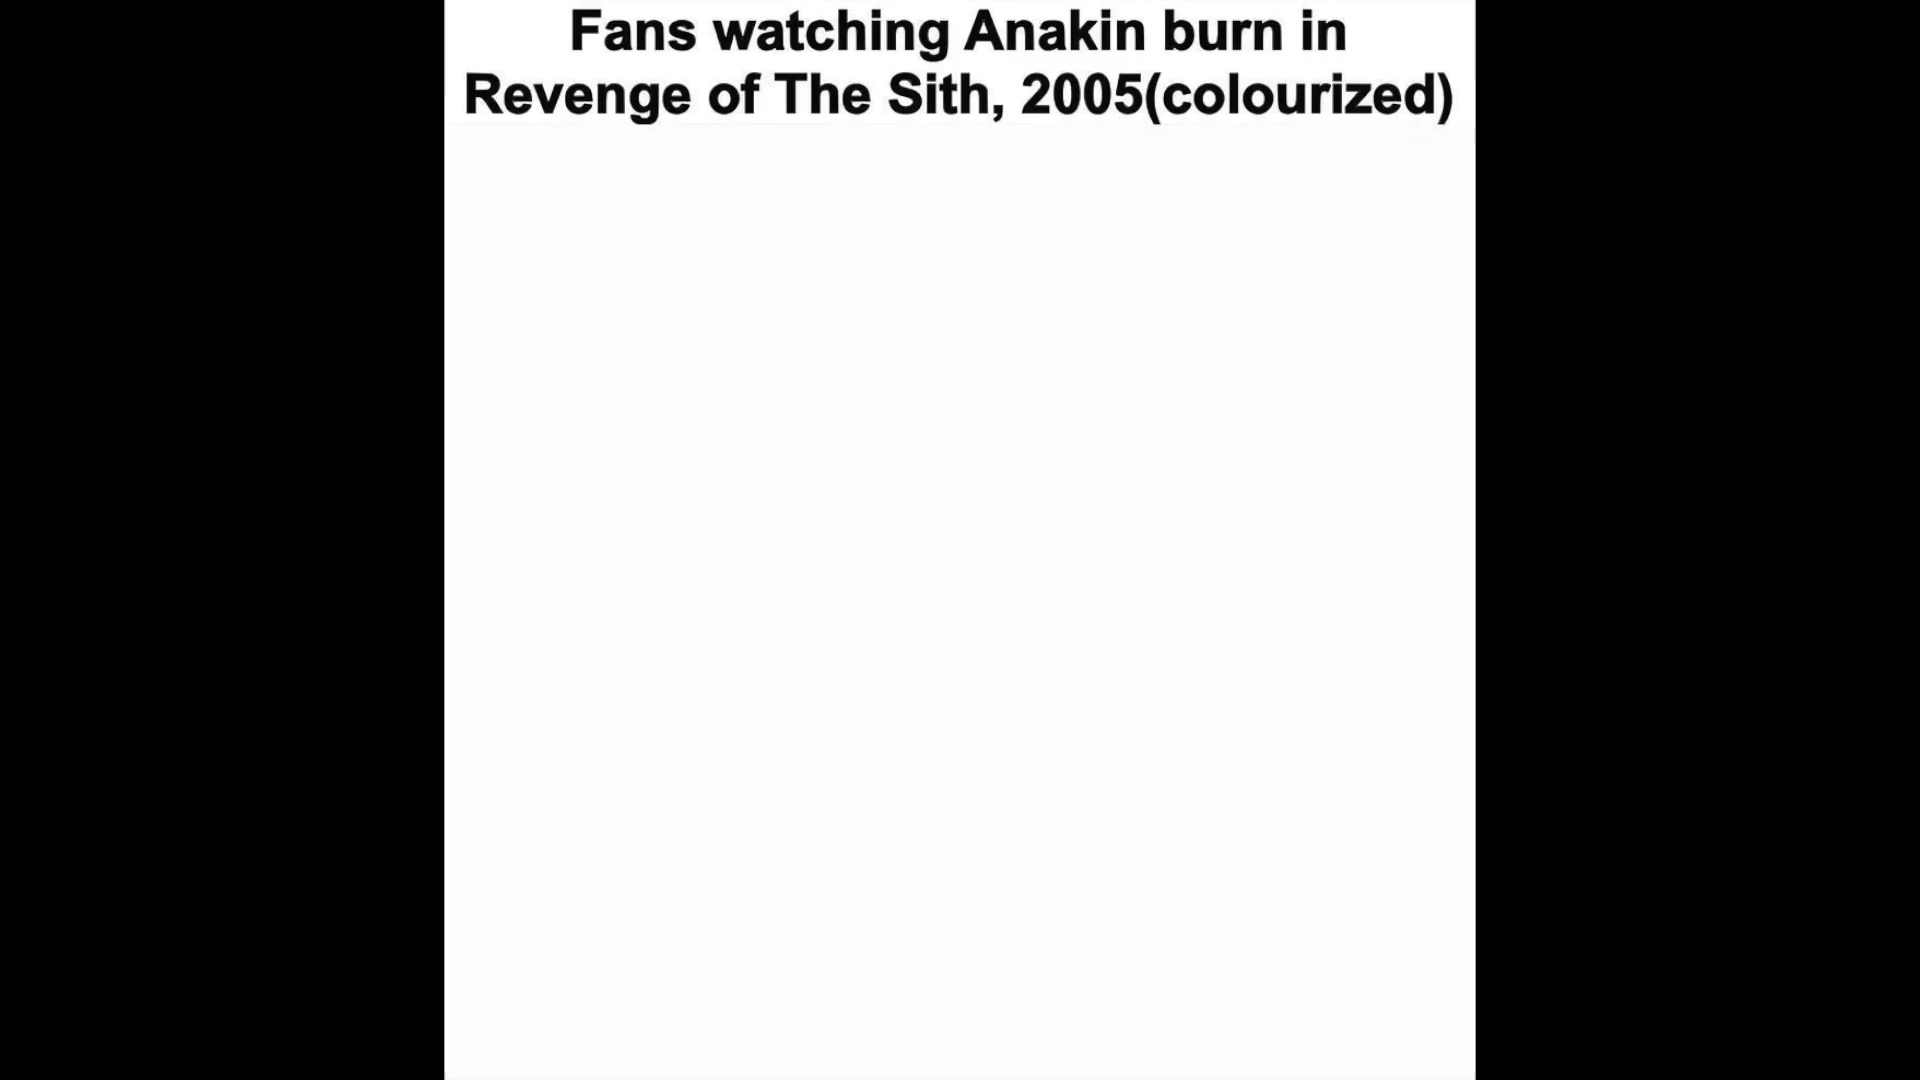 Fans watching Anakin burn in
Revenge of The Sith, 2005(colourized)